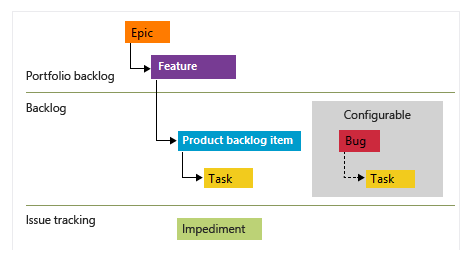 Epic
Feature
Portfolio backlog
Backlog
Configurable
Product backlog item
Bug
Task
Task
Issue tracking
Impediment